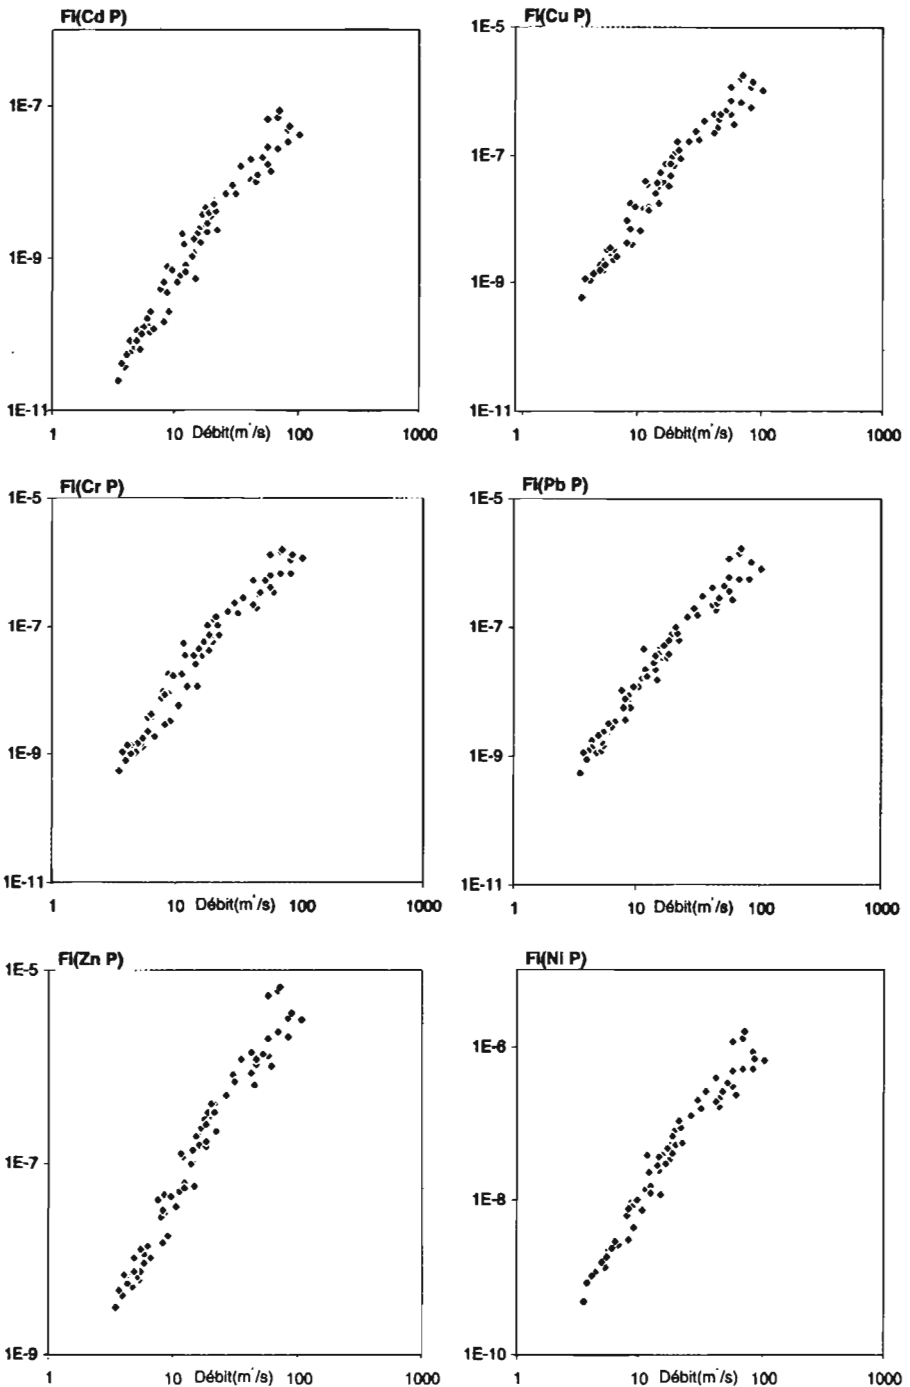 Fl(Cd P)
1E-7
1E-9
1E-11
1 10 Débit(m³/s) 100 1000
Fl(Cu P)
1E-5
1E-7
1E-9
1E-11
1 10 Débit(m³/s) 100 1000
Fl(Cr P)
1E-5
1E-7
1E-9
1E-11
1 10 Débit(m³/s) 100 1000
Fl(Pb P)
1E-5
1E-7
1E-9
1E-11
1 10 Débit(m³/s) 100 1000
Fl(Zn P)
1E-5
1E-7
1E-9
1 10 Débit(m³/s) 100 1000
Fl(Ni P)
1E-6
1E-8
1E-10
1 10 Débit(m³/s) 100 1000